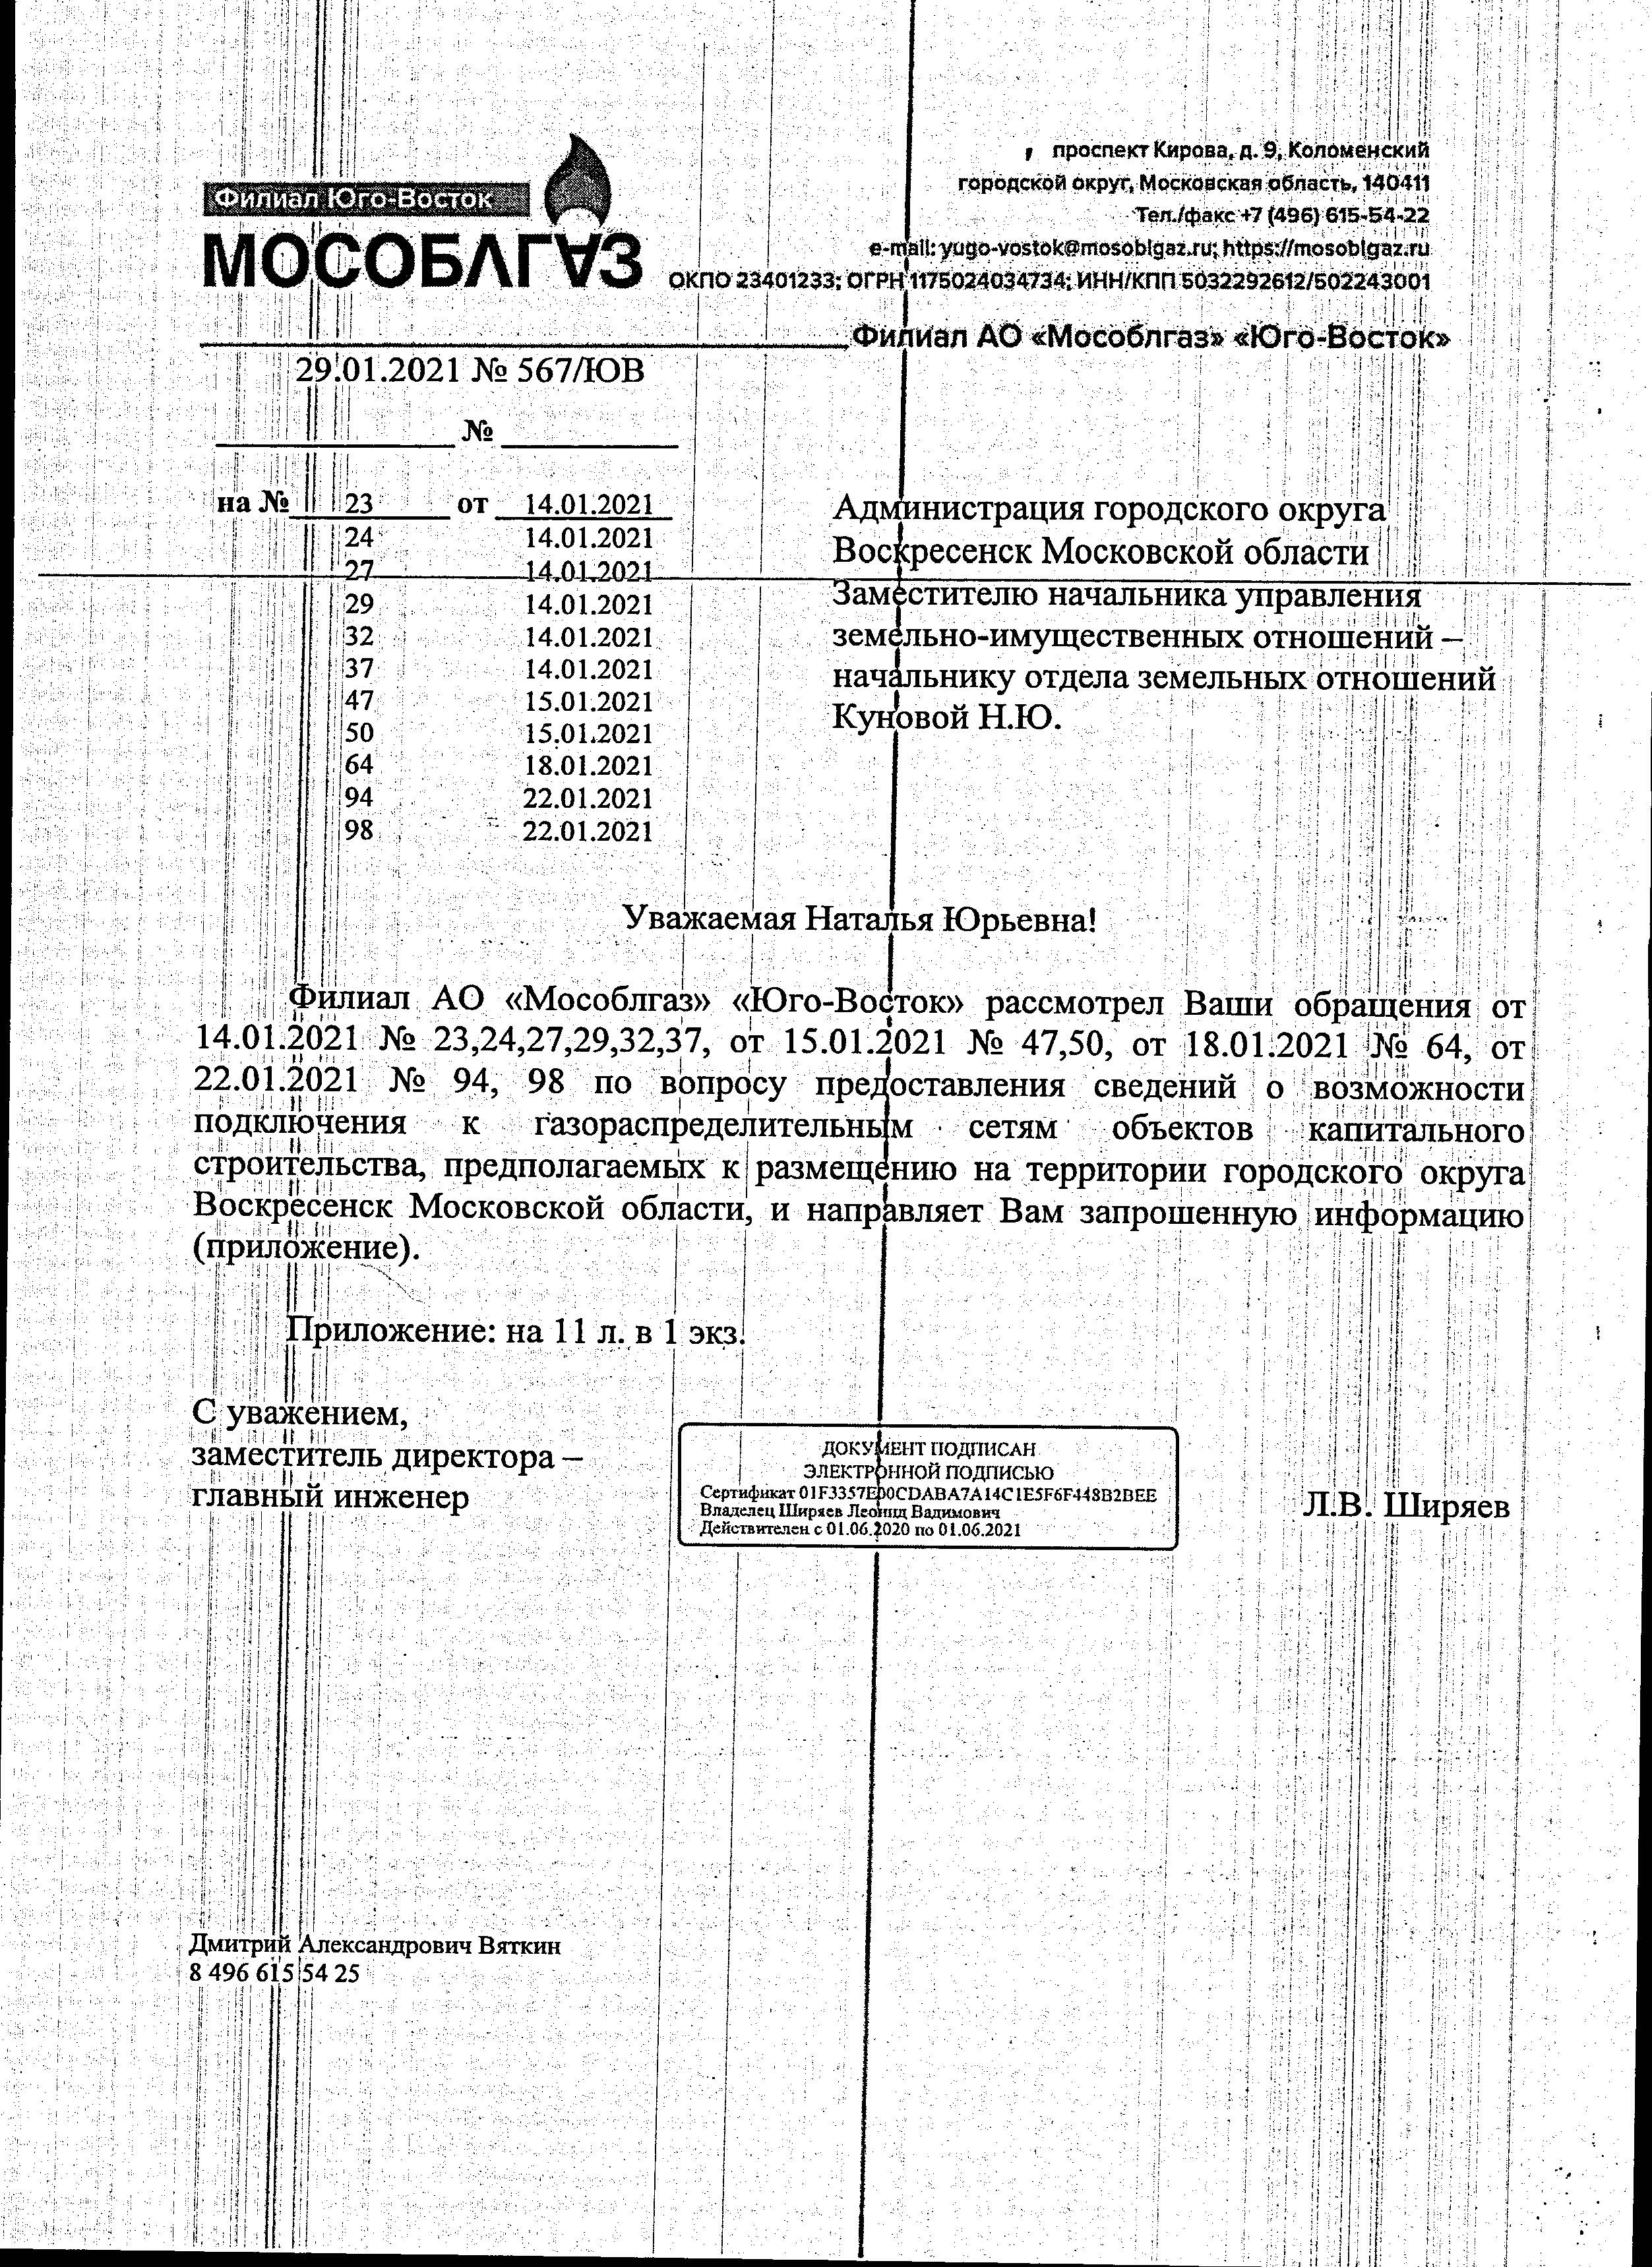 Филиал Юго-Восток
МОСОБЛГАЗ
проспект Кирова, д. 9, Коломенский
городской округ, Московская область, 140411
Тел./факс +7 (496) 615-54-22
e-mail: yugo-vostok@mosoblgaz.ru; https://mosoblgaz.ru
ОКПО 23401233; ОГРН 1175024034734; ИНН/КПП 5032292612/502243001
Филиал АО «Мособлгаз» «Юго-Восток»
29.01.2021 № 567/ЮВ
№
на № 23 от 14.01.2021
24 14.01.2021
27 14.01.2021
29 14.01.2021
32 14.01.2021
37 14.01.2021
47 15.01.2021
50 15.01.2021
64 18.01.2021
94 22.01.2021
98 22.01.2021
Администрация городского округа
Воскресенск Московской области
Заместителю начальника управления
земельно-имущественных отношений –
начальнику отдела земельных отношений
Куновой Н.Ю.
Уважаемая Наталья Юрьевна!
Филиал АО «Мособлгаз» «Юго-Восток» рассмотрел Ваши обращения от
14.01.2021 № 23,24,27,29,32,37, от 15.01.2021 № 47,50, от 18.01.2021 № 64, от
22.01.2021 № 94, 98 по вопросу предоставления сведений о возможности
подключения к газораспределительным сетям объектов капитального
строительства, предполагаемых к размещению на территории городского округа
Воскресенск Московской области, и направляет Вам запрошенную информацию
(приложение).
Приложение: на 11 л. в 1 экз.
С уважением,
заместитель директора –
главный инженер
ДОКУМЕНТ ПОДПИСАН
ЭЛЕКТРОННОЙ ПОДПИСЬЮ
Сертификат 01F3357E00CDABA7A14C1E5F6F448B2BEE
Владелец Ширяев Леонид Вадимович
Действителен с 01.06.2020 по 01.06.2021
Л.В. Ширяев
Дмитрий Александрович Вяткин
8 496 615 54 25